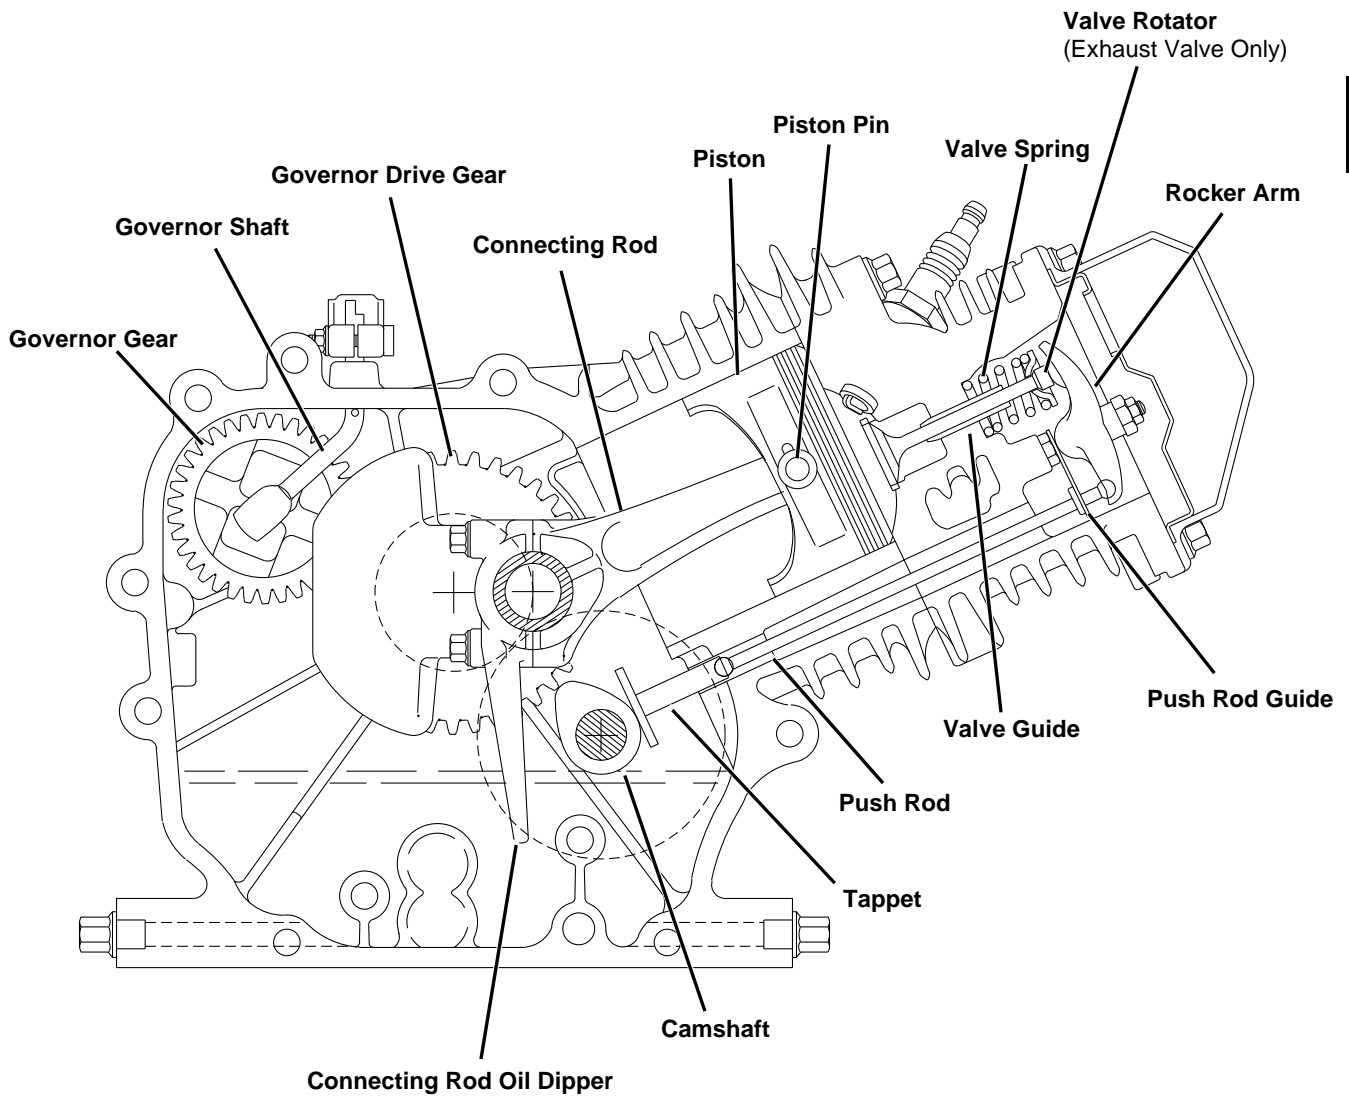 Valve Rotator
(Exhaust Valve Only)
Piston Pin
Valve Spring
Piston
Governor Drive Gear
Rocker Arm
Governor Shaft
Connecting Rod
Governor Gear
Push Rod Guide
Valve Guide
Push Rod
Tappet
Camshaft
Connecting Rod Oil Dipper